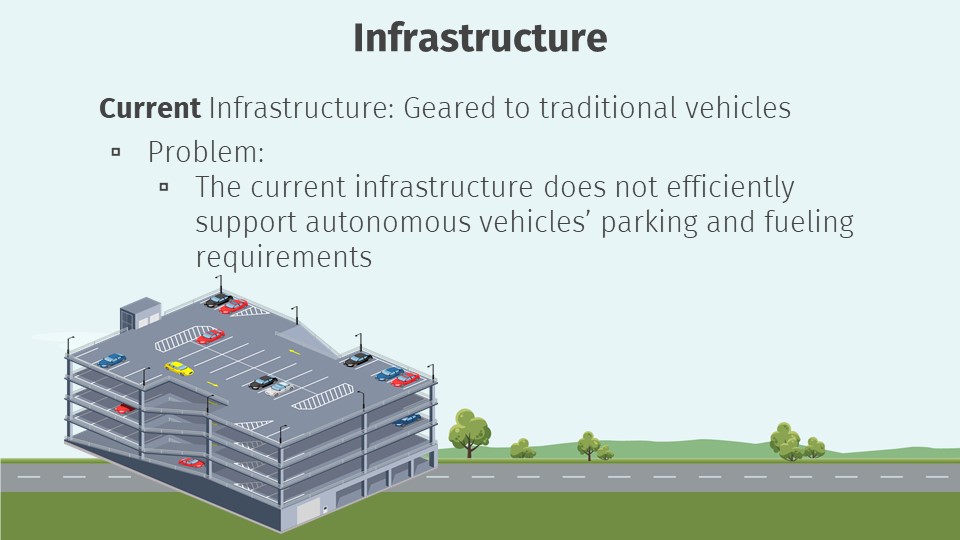 Infrastructure
Current Infrastructure: Geared to traditional vehicles
▫ Problem:
▫ The current infrastructure does not efficiently
support autonomous vehicles’ parking and fueling
requirements